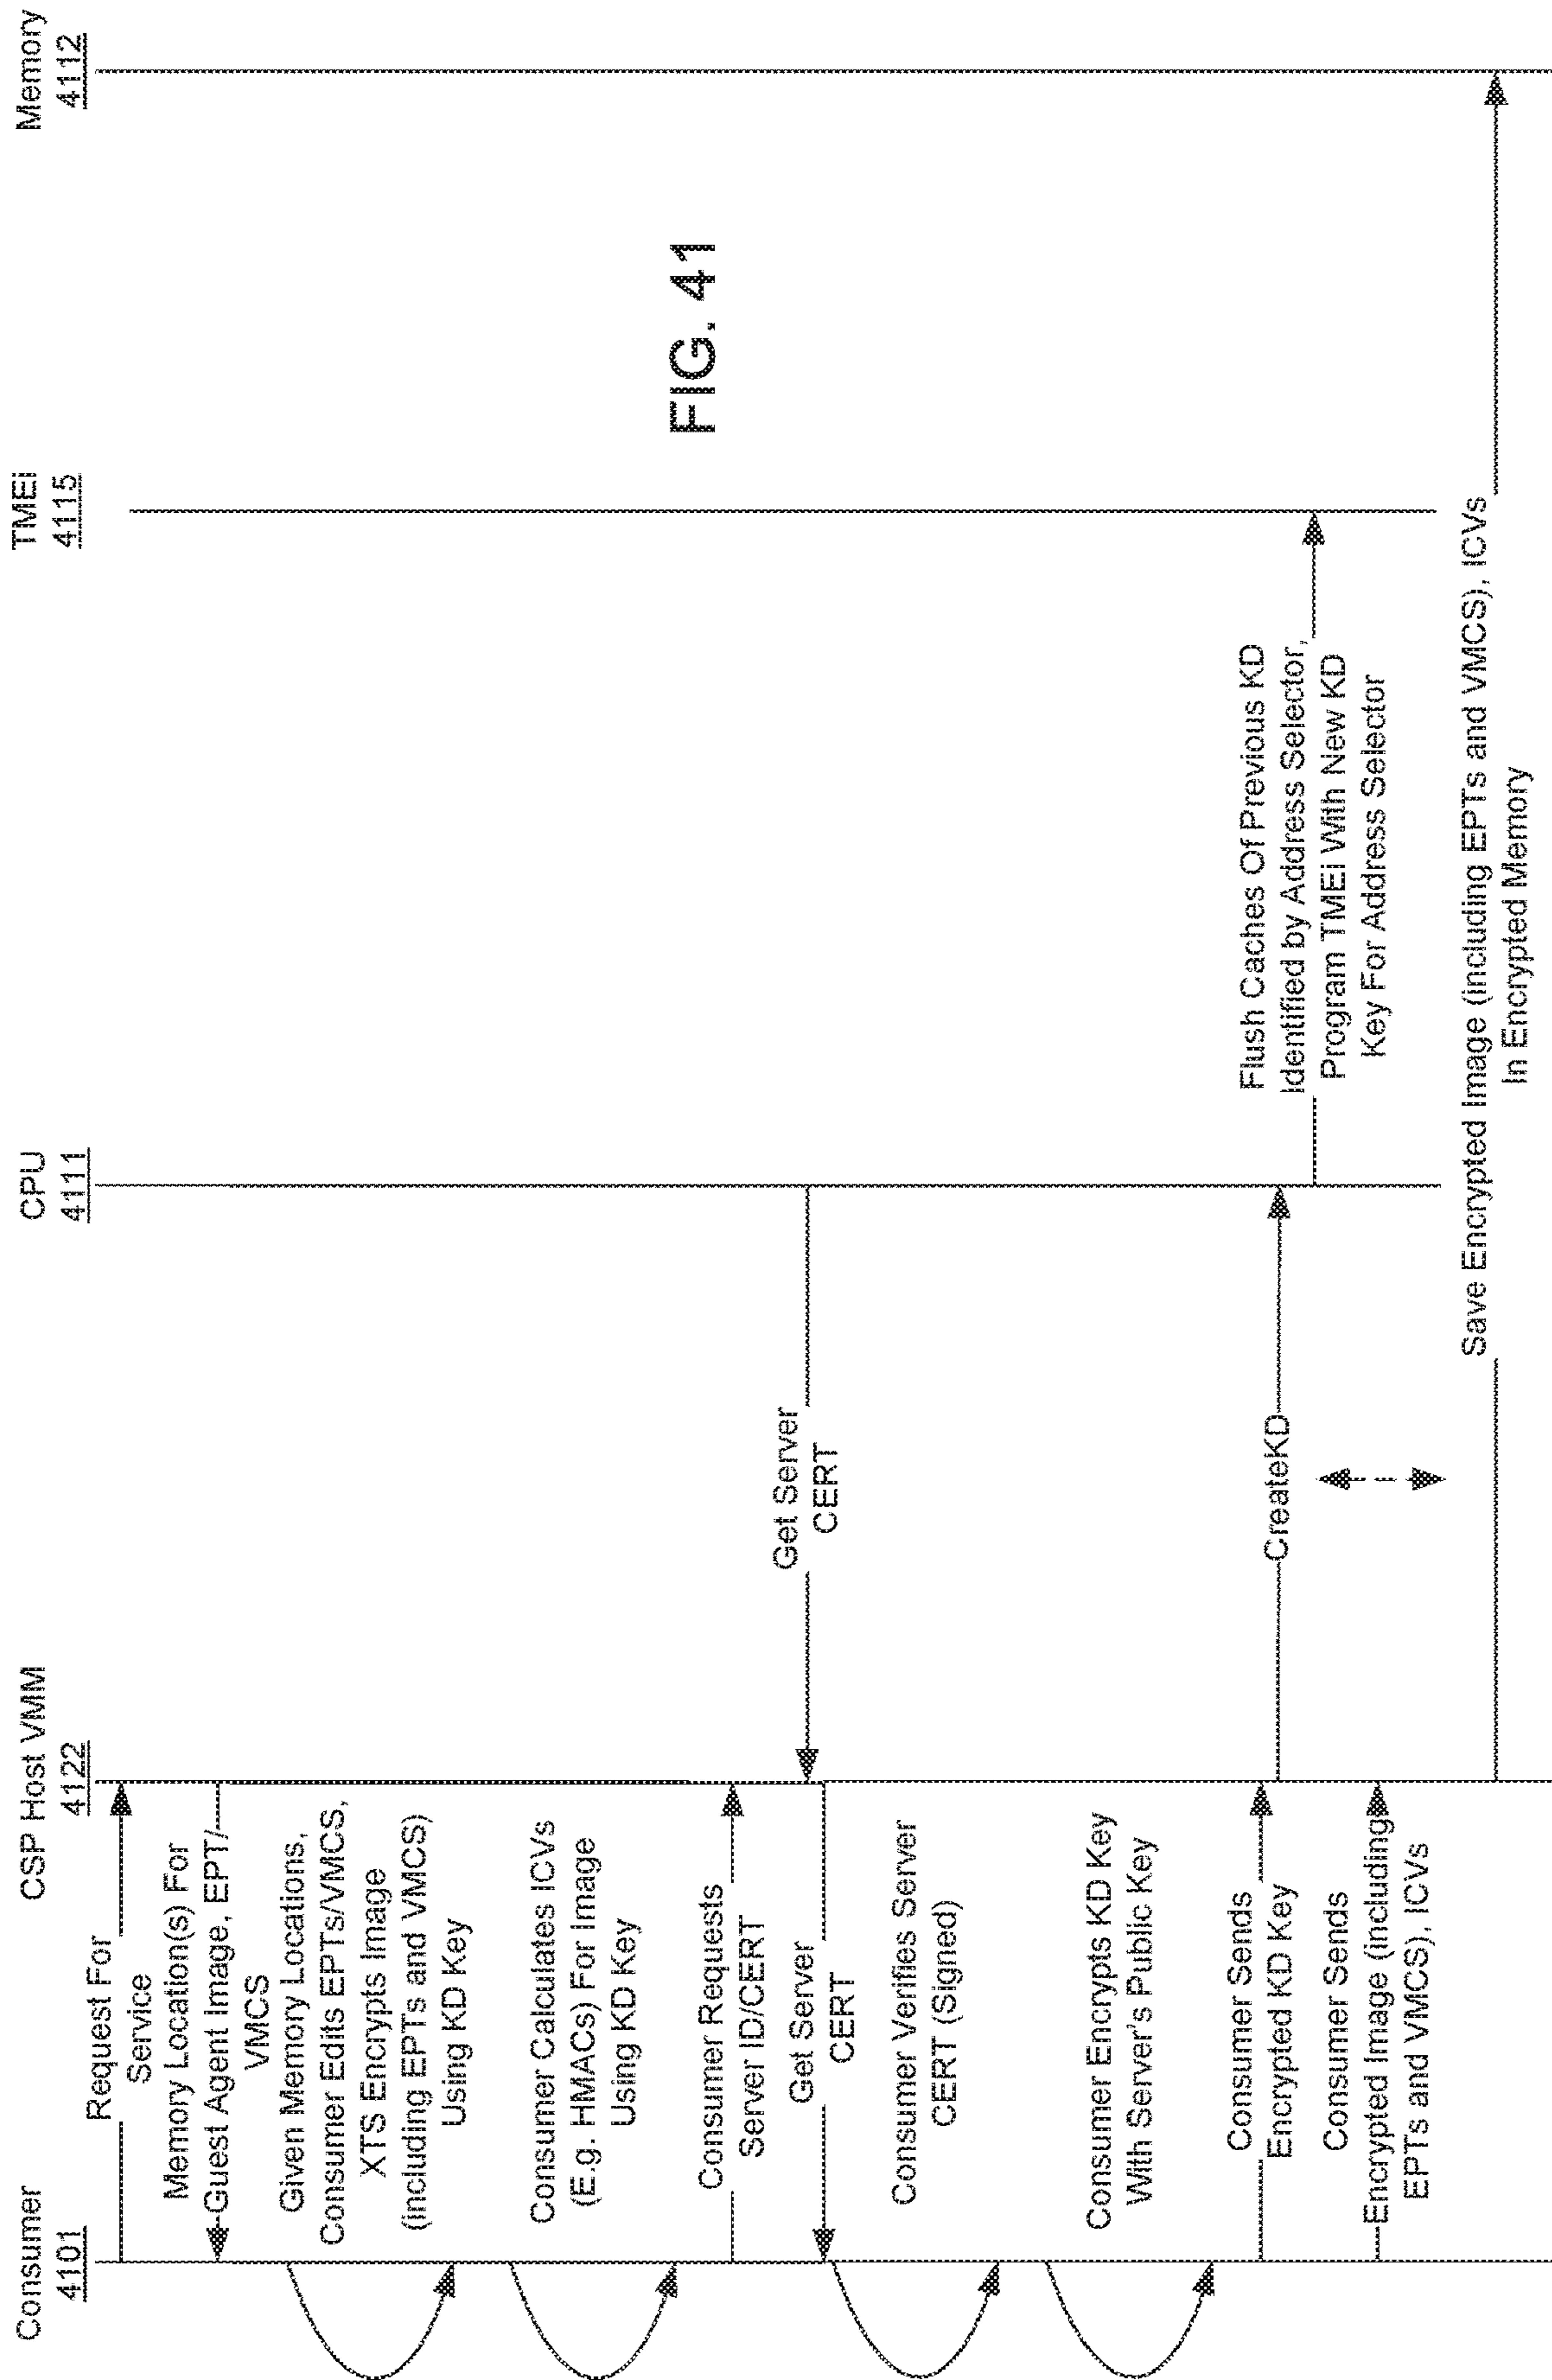 Consumer
4101
CSP Host VMM
4122
CPU
4111
TMEi
4115
Memory
4112
Request For
Service
Memory Location(s) For
Guest Agent Image, EPT/
VMCS
Given Memory Locations,
Consumer Edits EPTs/VMCS,
XTS Encrypts Image
(including EPTs and VMCS)
Using KD Key
Consumer Calculates ICVs
(E.g. HMACs) For Image
Using KD Key
Consumer Requests
Server ID/CERT
Get Server
CERT
Get Server
CERT
Consumer Verifies Server
CERT (Signed)
Consumer Encrypts KD Key
With Server's Public Key
Consumer Sends
Encrypted KD Key
CreateKD
Flush Caches Of Previous KD
Identified by Address Selector,
Program TMEi With New KD
Key For Address Selector
Consumer Sends
Encrypted Image (including
EPTs and VMCS), ICVs
Save Encrypted Image (including EPTs and VMCS), ICVs
In Encrypted Memory
FIG. 41